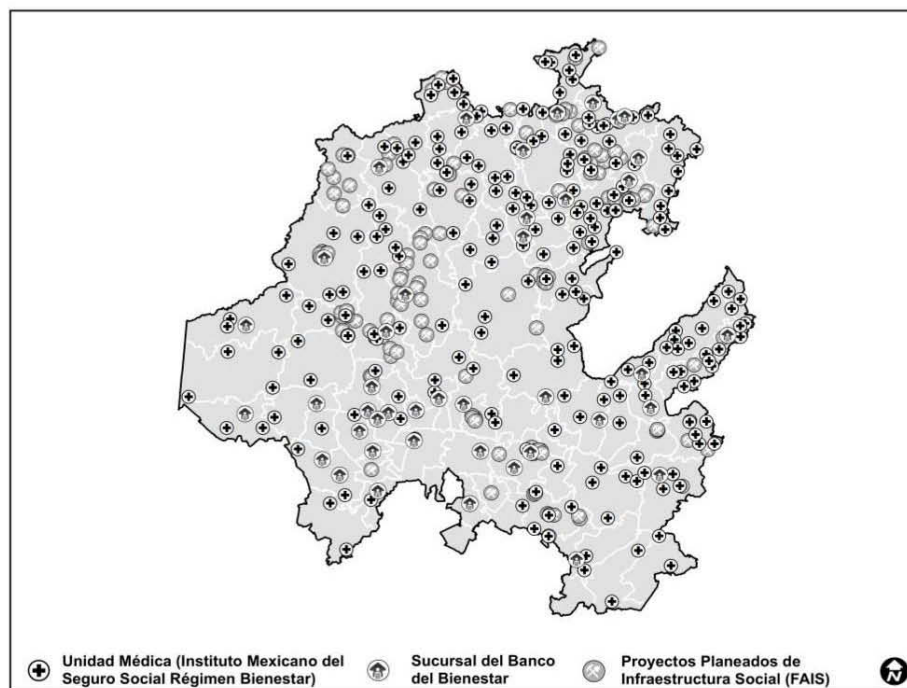 Unidad Médica (Instituto Mexicano del
Seguro Social Régimen Bienestar)
Sucursal del Banco
del Bienestar
Proyectos Planeados de
Infraestructura Social (FAIS)
N